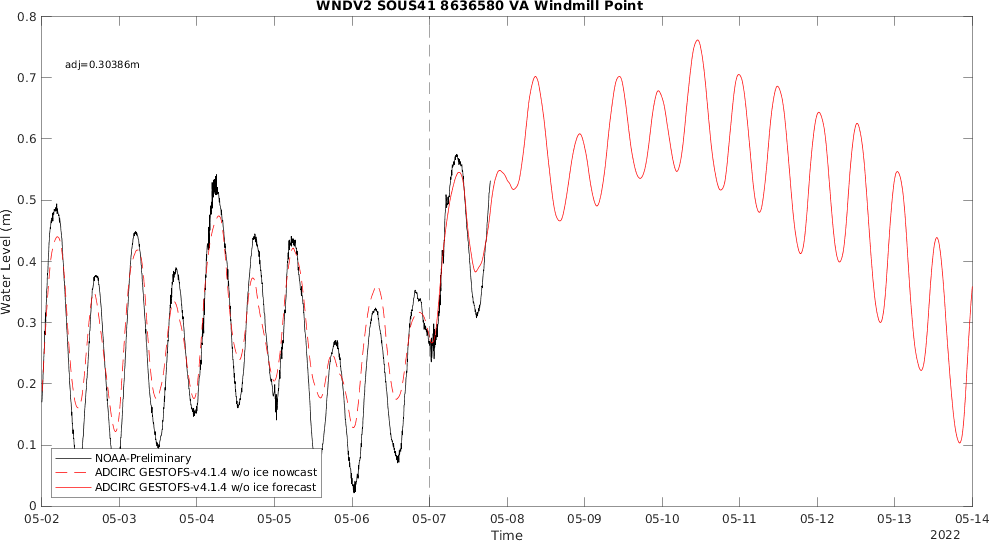 WNDV2 SOUS41 8636580 VA Windmill Point
adj=0.30386m
Water Level (m)
0.8
0.7
0.6
0.5
0.4
0.3
0.2
0.1
0
NOAA-Preliminary
ADCIRC GESTOFS-v4.1.4 w/o ice nowcast
ADCIRC GESTOFS-v4.1.4 w/o ice forecast
05-02 05-03 05-04 05-05 05-06 05-07 05-08 05-09 05-10 05-11 05-12 05-13 05-14
Time
2022